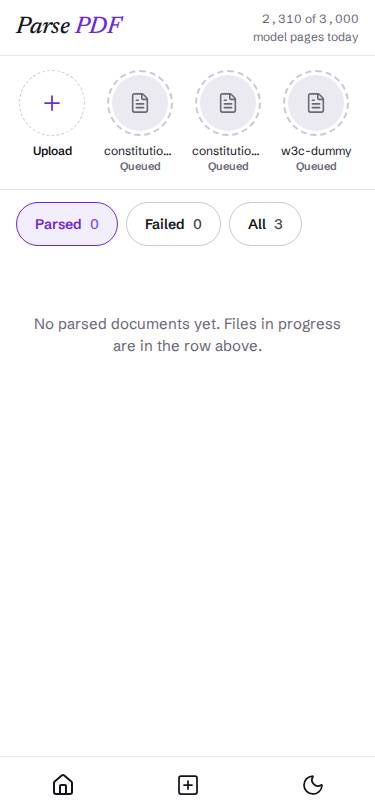 Parse PDF
2,310 of 3,000
model pages today
Upload
constitutio...
Queued
constitutio...
Queued
w3c-dummy
Queued
Parsed 0
Failed 0
All 3
No parsed documents yet. Files in progress
are in the row above.